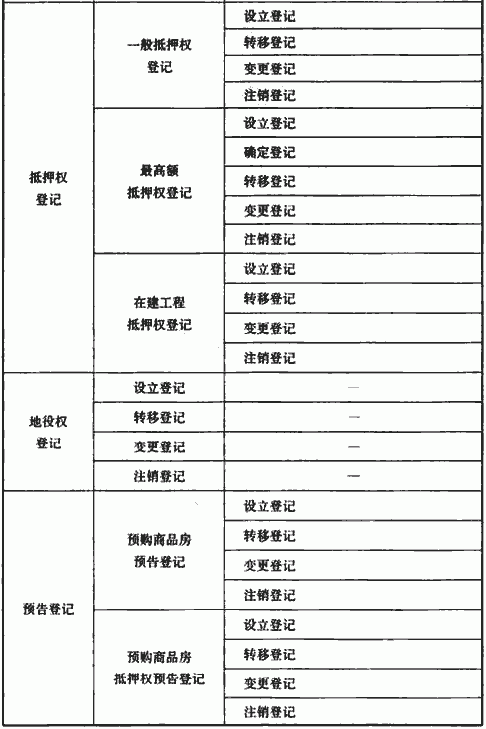 抵押权
登记
一般抵押权
登记
设立登记
转移登记
变更登记
注销登记
最高额
抵押权登记
设立登记
确定登记
转移登记
变更登记
注销登记
在建工程
抵押权登记
设立登记
转移登记
变更登记
注销登记
地役权
登记
设立登记 —
转移登记 —
变更登记 —
注销登记 —
预告登记
预购商品房
预告登记
设立登记
转移登记
变更登记
注销登记
预购商品房
抵押权预告登记
设立登记
转移登记
变更登记
注销登记